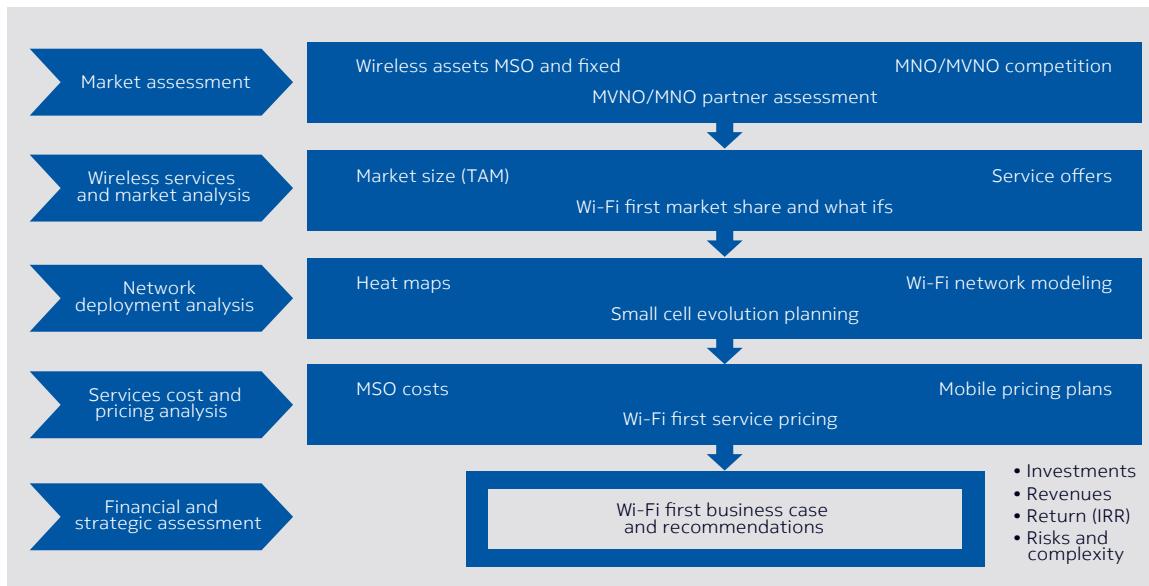 Market assessment
Wireless assets MSO and fixed
MNO/MVNO competition
MVNO/MNO partner assessment
Wireless services
and market analysis
Market size (TAM)
Service offers
Wi-Fi first market share and what ifs
Network
deployment analysis
Heat maps
Wi-Fi network modeling
Small cell evolution planning
Services cost and
pricing analysis
MSO costs
Mobile pricing plans
Wi-Fi first service pricing
Financial and
strategic assessment
Wi-Fi first business case
and recommendations
• Investments
• Revenues
• Return (IRR)
• Risks and
complexity